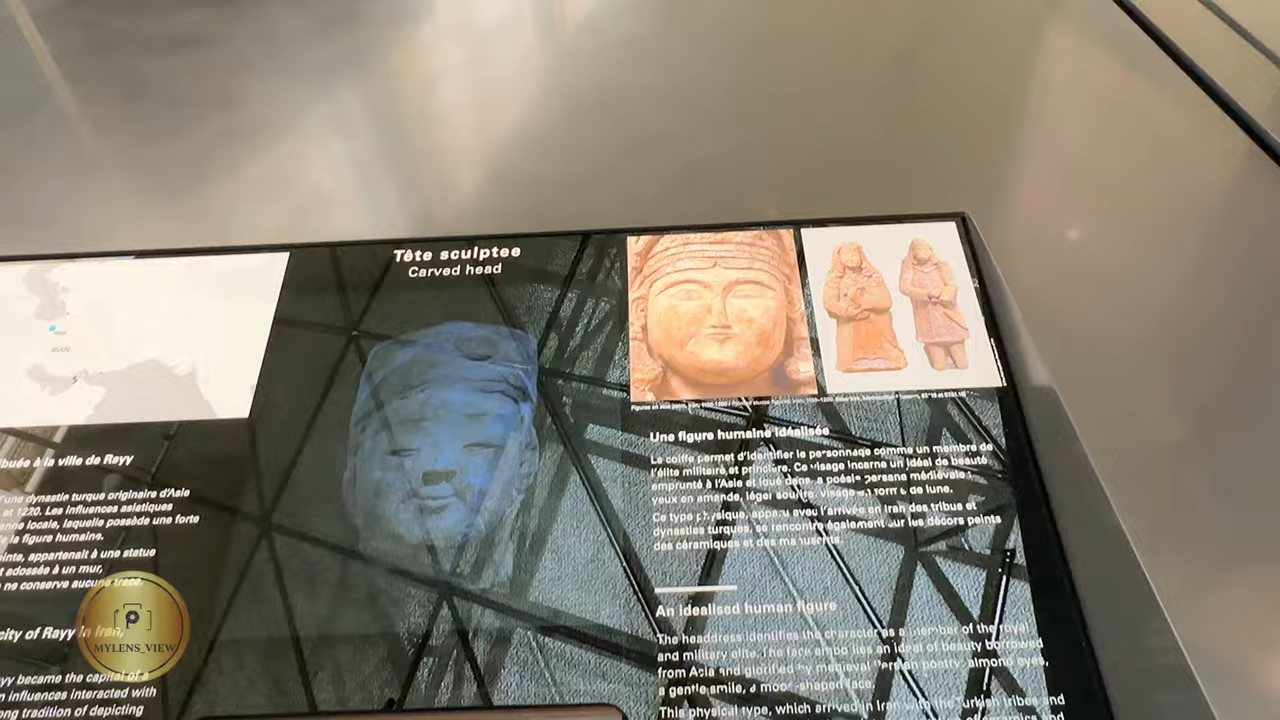 Tête sculptee
Carved head
IRAN
buée à la ville de Rayy
'une dynastie turque originaire d'Asie
et 1220. Les influences asiatiques
enne locale, laquelle possède une forte
la figure humaine.
einte, appartenait à une statue
t adossée à un mur,
ne conserve aucune trace.
city of Rayy in Iran,
yy became the capital of a
n influences interacted with
ong tradition of depicting
Une figure humaine idéalisée
La coiffe permet d'identifier le personnage comme un membre de
l'élite militaire et princière. Ce visage incarne un idéal de beauté
emprunté à l'Asie et loué dans la poésie persane médiévale :
yeux en amande, léger sourire, visage en forme de lune.
Ce type physique, apparu avec l'arrivée en Iran des tribus et
dynasties turques, se rencontre également sur les décors peints
des céramiques et des manuscrits.
An idealised human figure
The headdress identifies the character as a member of the royal
and military elite. The face embodies an ideal of beauty borrowed
from Asia and glorified by medieval Persian poetry: almond eyes,
a gentle smile, a moon-shaped face.
This physical type, which arrived in Iran with the Turkish tribes and
of ceramics and
MYLENS_VIEW